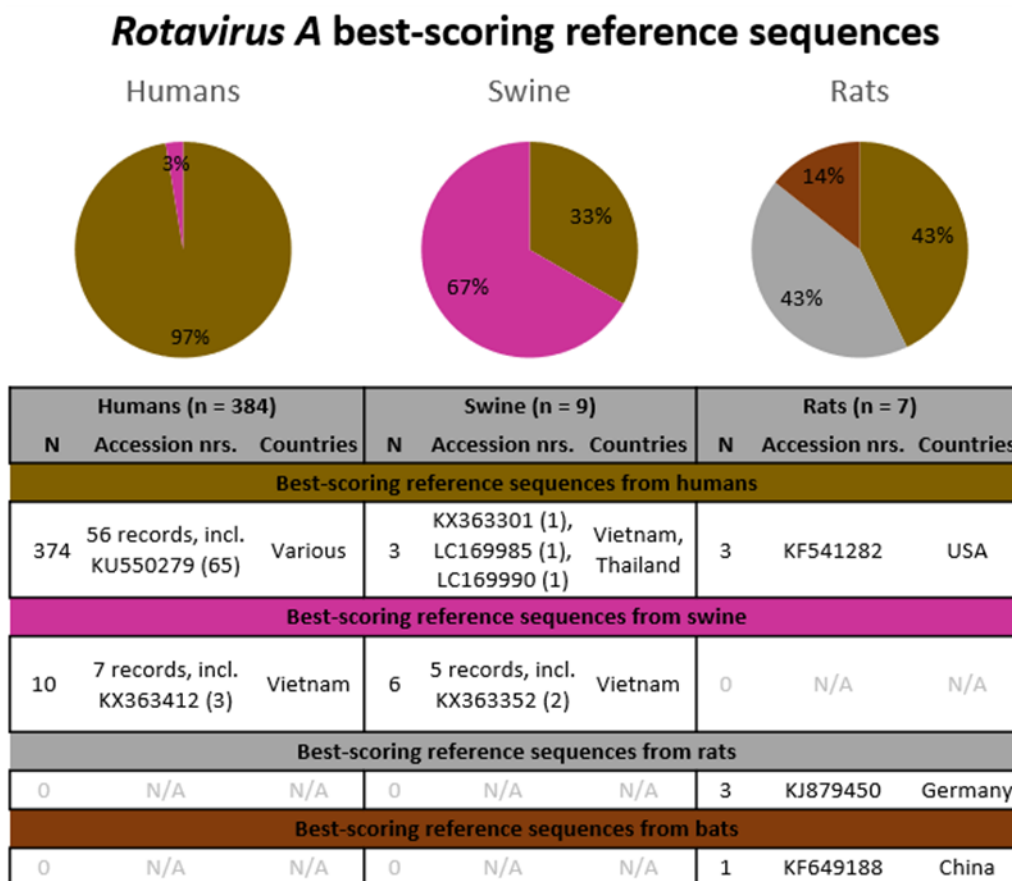 Rotavirus A best-scoring reference sequences
Humans Swine Rats
3%
97%
33%
67%
14%
43%
43%
Humans (n = 384) Swine (n = 9) Rats (n = 7)
N Accession nrs. Countries N Accession nrs. Countries N Accession nrs. Countries
Best-scoring reference sequences from humans
374 56 records, incl. KU550279 (65) Various 3 KX363301 (1), LC169985 (1), LC169990 (1) Vietnam, Thailand 3 KF541282 USA
Best-scoring reference sequences from swine
10 7 records, incl. KX363412 (3) Vietnam 6 5 records, incl. KX363352 (2) Vietnam 0 N/A N/A
Best-scoring reference sequences from rats
0 N/A N/A 0 N/A N/A 3 KJ879450 Germany
Best-scoring reference sequences from bats
0 N/A N/A 0 N/A N/A 1 KF649188 China